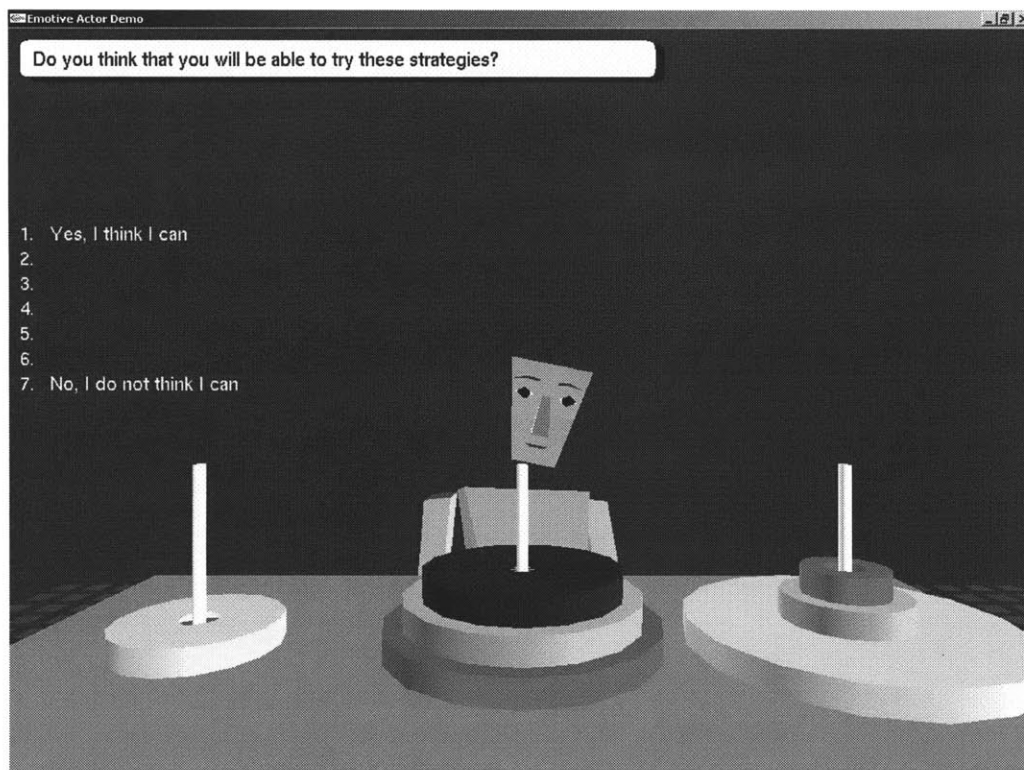 Emotive Actor Demo
Do you think that you will be able to try these strategies?
1. Yes, I think I can
2.
3.
4.
5.
6.
7. No, I do not think I can